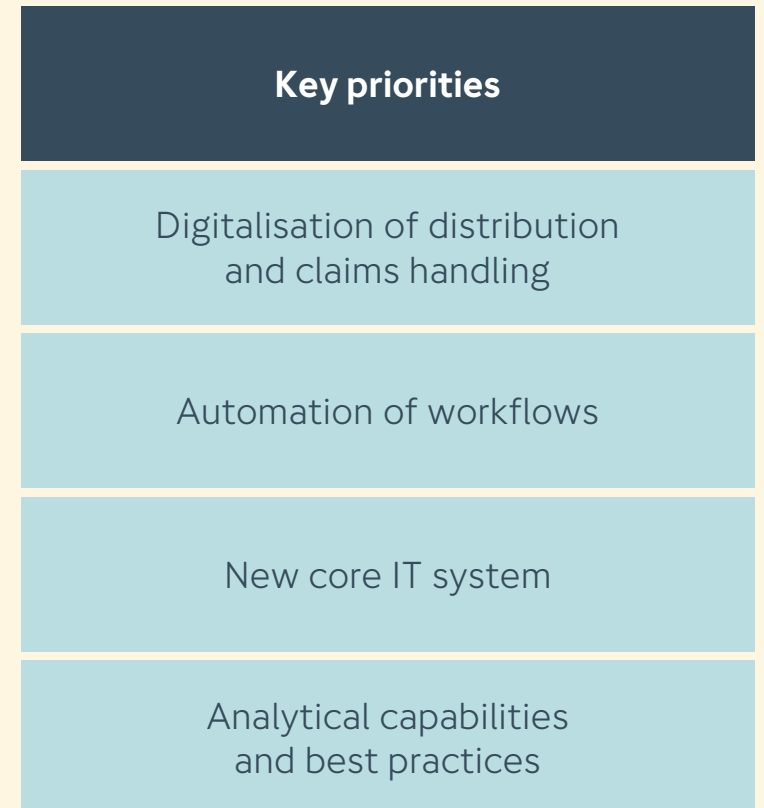 Key priorities
Digitalisation of distribution
and claims handling
Automation of workflows
New core IT system
Analytical capabilities
and best practices